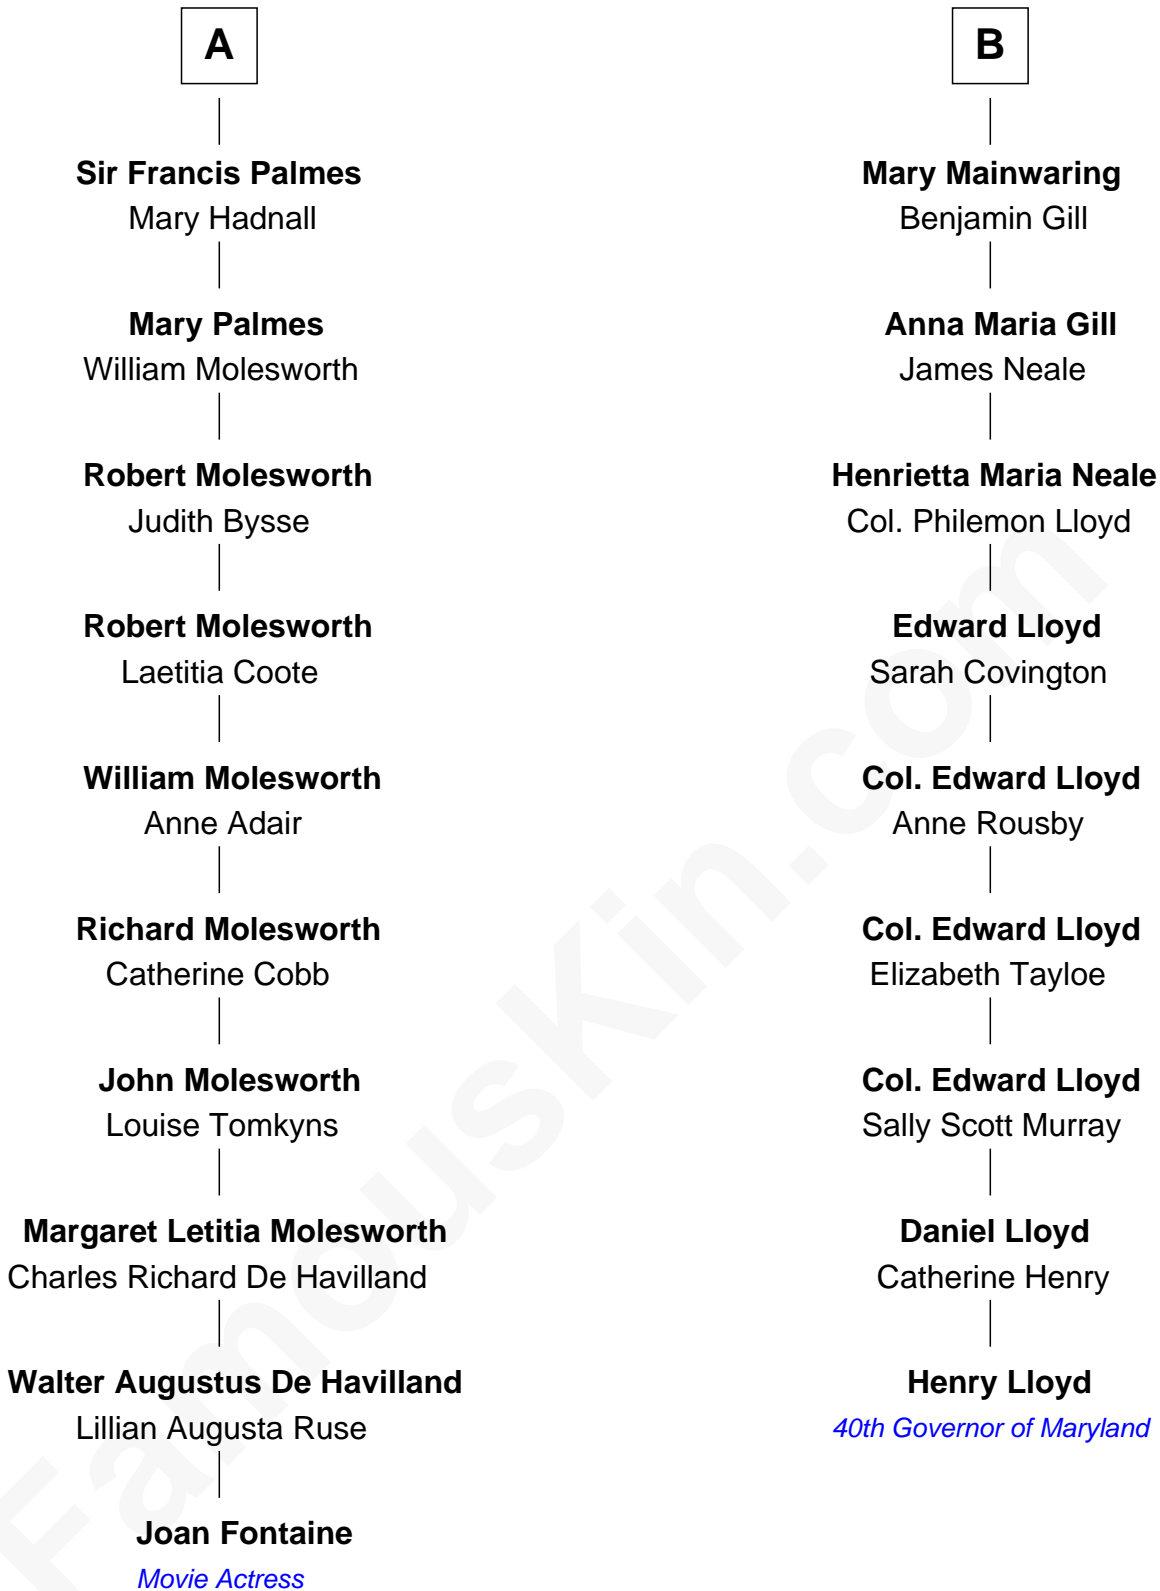 A
Sir Francis Palmes
Mary Hadnall
Mary Palmes
William Molesworth
Robert Molesworth
Judith Bysse
Robert Molesworth
Laetitia Coote
William Molesworth
Anne Adair
Richard Molesworth
Catherine Cobb
John Molesworth
Louise Tomkyns
Margaret Letitia Molesworth
Charles Richard De Havilland
Walter Augustus De Havilland
Lillian Augusta Ruse
Joan Fontaine
Movie Actress
B
Mary Mainwaring
Benjamin Gill
Anna Maria Gill
James Neale
Henrietta Maria Neale
Col. Philemon Lloyd
Edward Lloyd
Sarah Covington
Col. Edward Lloyd
Anne Rousby
Col. Edward Lloyd
Elizabeth Tayloe
Col. Edward Lloyd
Sally Scott Murray
Daniel Lloyd
Catherine Henry
Henry Lloyd
40th Governor of Maryland
FamousKin.com